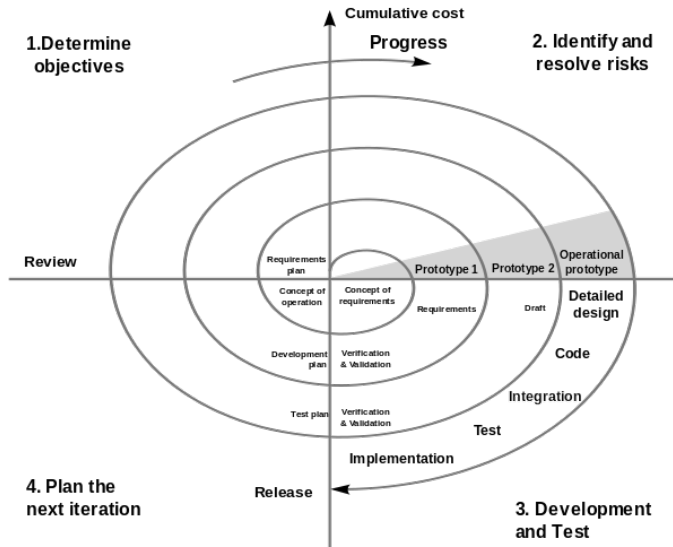 Cumulative cost
1.Determine
objectives
Progress
2. Identify and
resolve risks
Review
Requirements
plan
Prototype 1
Prototype 2
Operational
prototype
Concept of
operation
Concept of
requirements
Requirements
Draft
Detailed
design
Development
plan
Verification
& Validation
Code
Integration
Test plan
Verification
& Validation
Test
Implementation
4. Plan the
next iteration
Release
3. Development
and Test